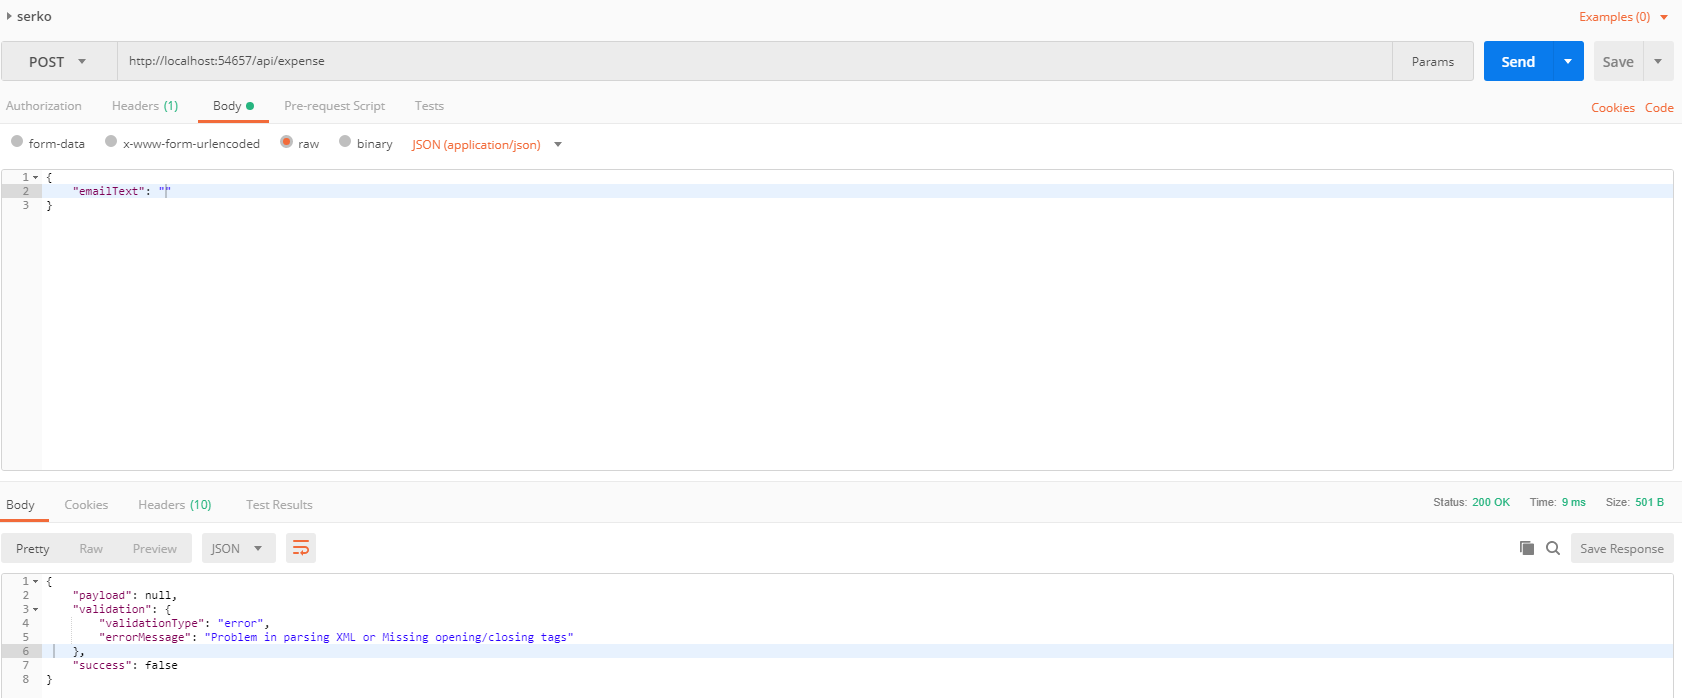 serko
Examples (0)
POST http://localhost:54657/api/expense Params Send Save
Authorization Headers (1) Body Pre-request Script Tests Cookies Code
form-data x-www-form-urlencoded raw binary JSON (application/json)
1 {
2 "emailText": ""
3 }
Body Cookies Headers (10) Test Results Status: 200 OK Time: 9 ms Size: 501 B
Pretty Raw Preview JSON Save Response
1 {
2 "payload": null,
3 "validation": {
4 "validationType": "error",
5 "errorMessage": "Problem in parsing XML or Missing opening/closing tags"
6 },
7 "success": false
8 }